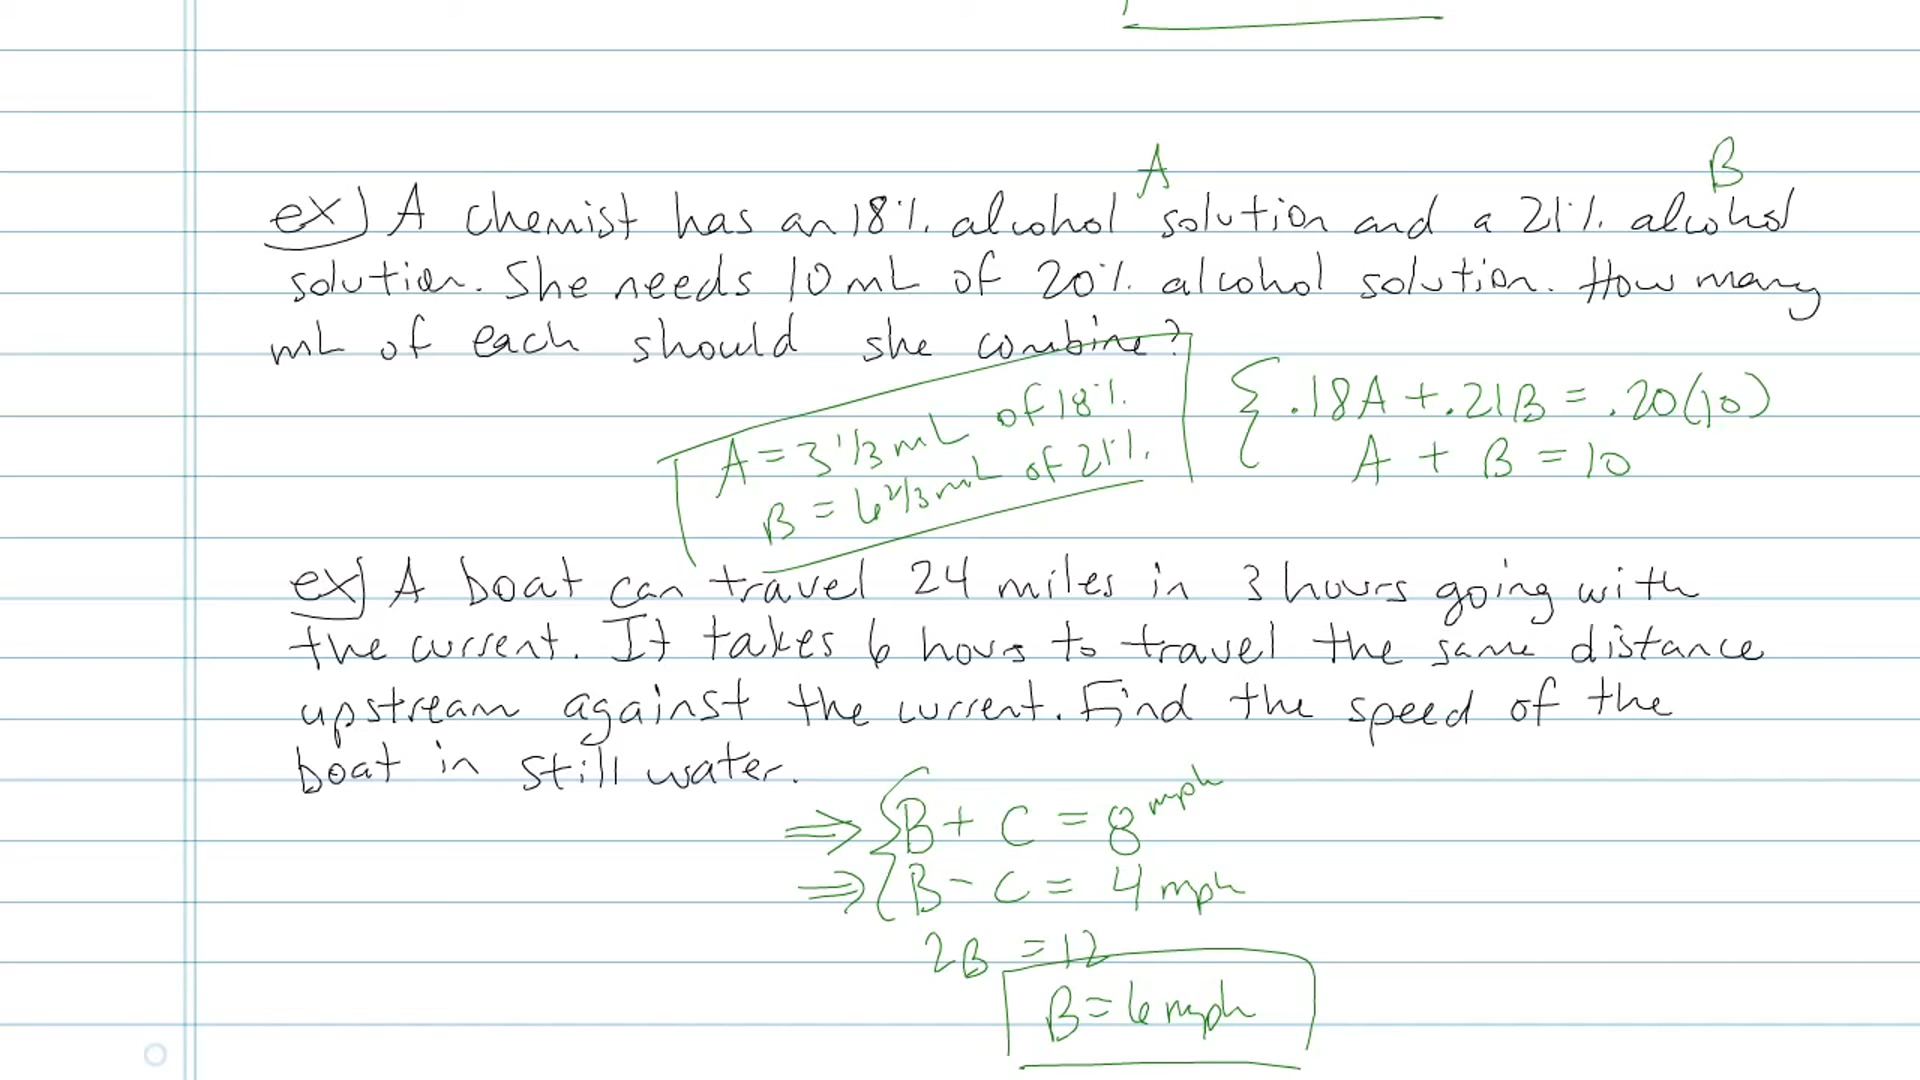 A B
ex) A chemist has an 18% alcohol solution and a 21% alcohol
solution. She needs 10 mL of 20% alcohol solution. How many
mL of each should she combine?
A = 3 1/3 mL of 18%
B = 6 2/3 mL of 21%
{ .18A + .21B = .20(10)
A + B = 10
ex) A boat can travel 24 miles in 3 hours going with
the current. It takes 6 hours to travel the same distance
upstream against the current. Find the speed of the
boat in still water.
⇒ { B + C = 8 mph
⇒ { B - C = 4 mph
2B = 12
B = 6 mph